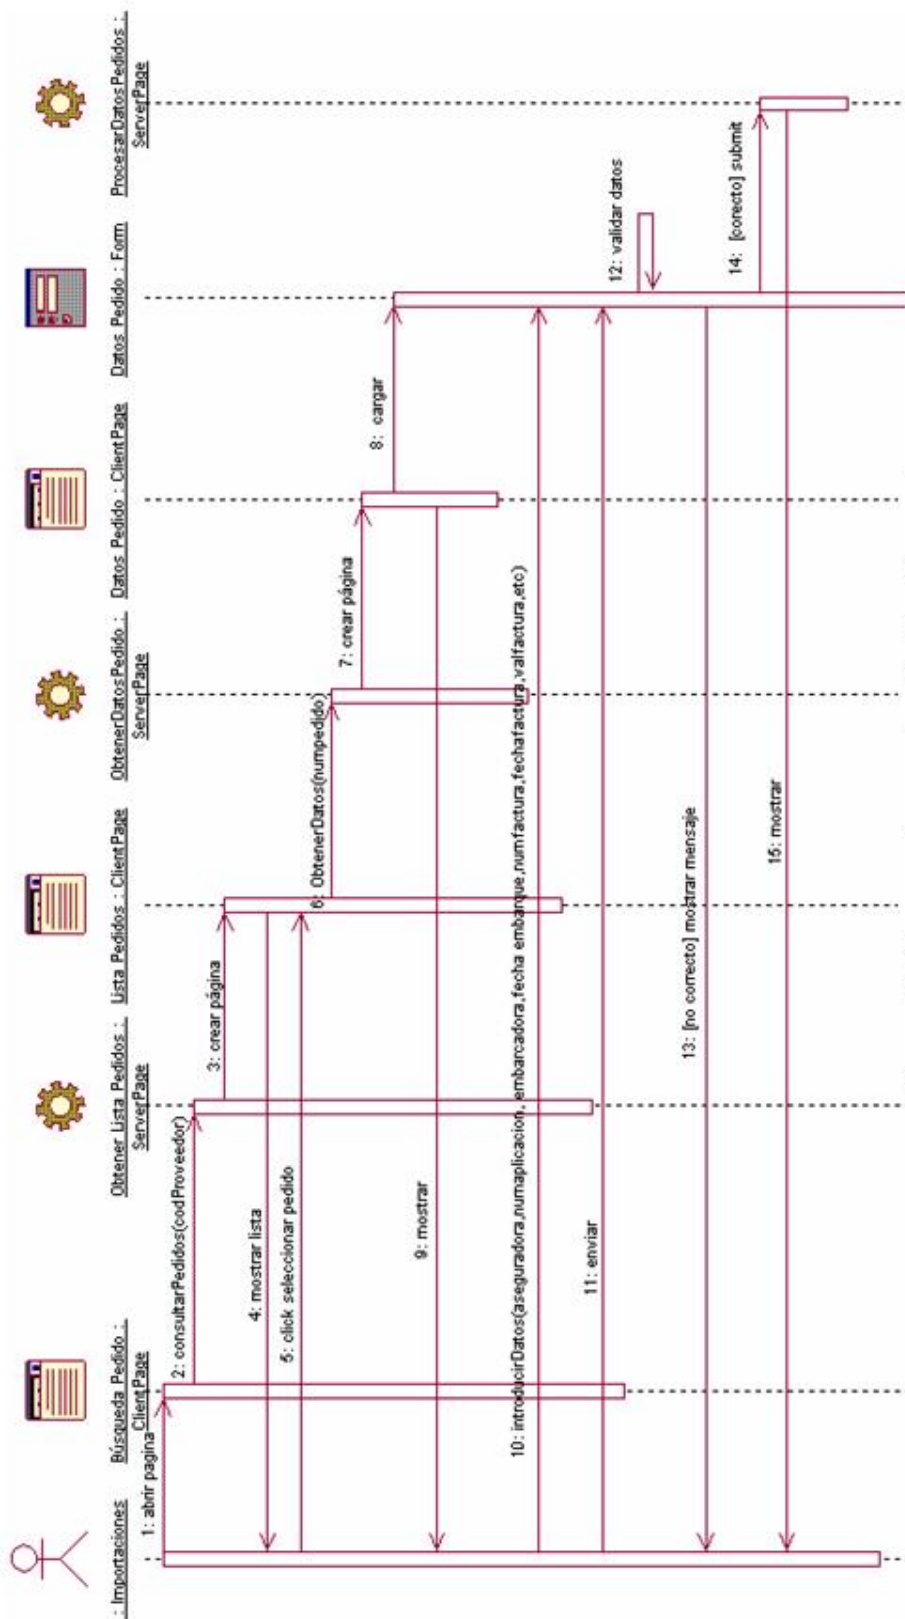 : Importaciones
Búsqueda Pedido :
ClientPage
Obtener Lista Pedidos :
ServerPage
Lista Pedidos : ClientPage
ObtenerDatosPedido :
ServerPage
Datos Pedido : ClientPage
Datos Pedido : Form
ProcesarDatosPedidos :
ServerPage
1: abrir pagina
2: consultarPedidos(codProveedor)
3: crear página
4: mostrar lista
5: click seleccionar pedido
6: ObtenerDatos(numpedido)
7: crear página
8: cargar
9: mostrar
10: introducirDatos(aseguradora,numaplicacion, embarcadora,fecha embarque,numfactura,fechafactura,valfactura,etc)
11: enviar
12: validar datos
13: [no correcto] mostrar mensaje
14: [corecto] submit
15: mostrar